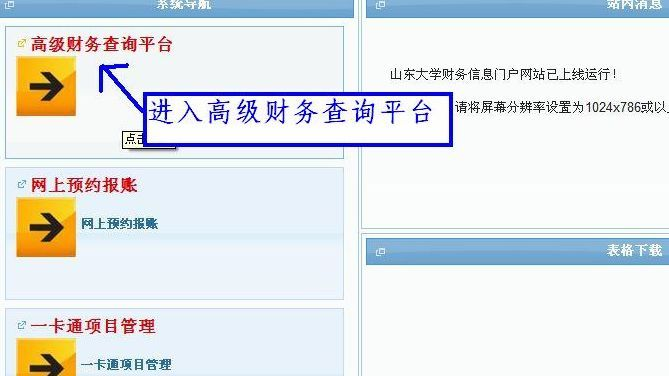 系统导航
高级财务查询平台
进入高级财务查询平台
点击
网上预约报账
网上预约报账
一卡通项目管理
一卡通项目管理
站内消息
山东大学财务信息门户网站已上线运行！
请将屏幕分辨率设置为1024x786或以
表格下载